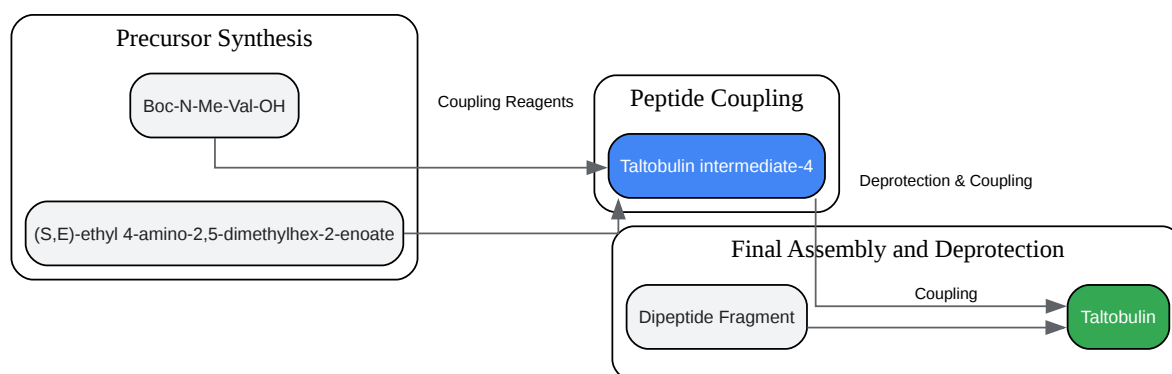 Precursor Synthesis
Boc-N-Me-Val-OH
(S,E)-ethyl 4-amino-2,5-dimethylhex-2-enoate
Coupling Reagents
Peptide Coupling
Taltobulin intermediate-4
Deprotection & Coupling
Final Assembly and Deprotection
Dipeptide Fragment
Coupling
Taltobulin